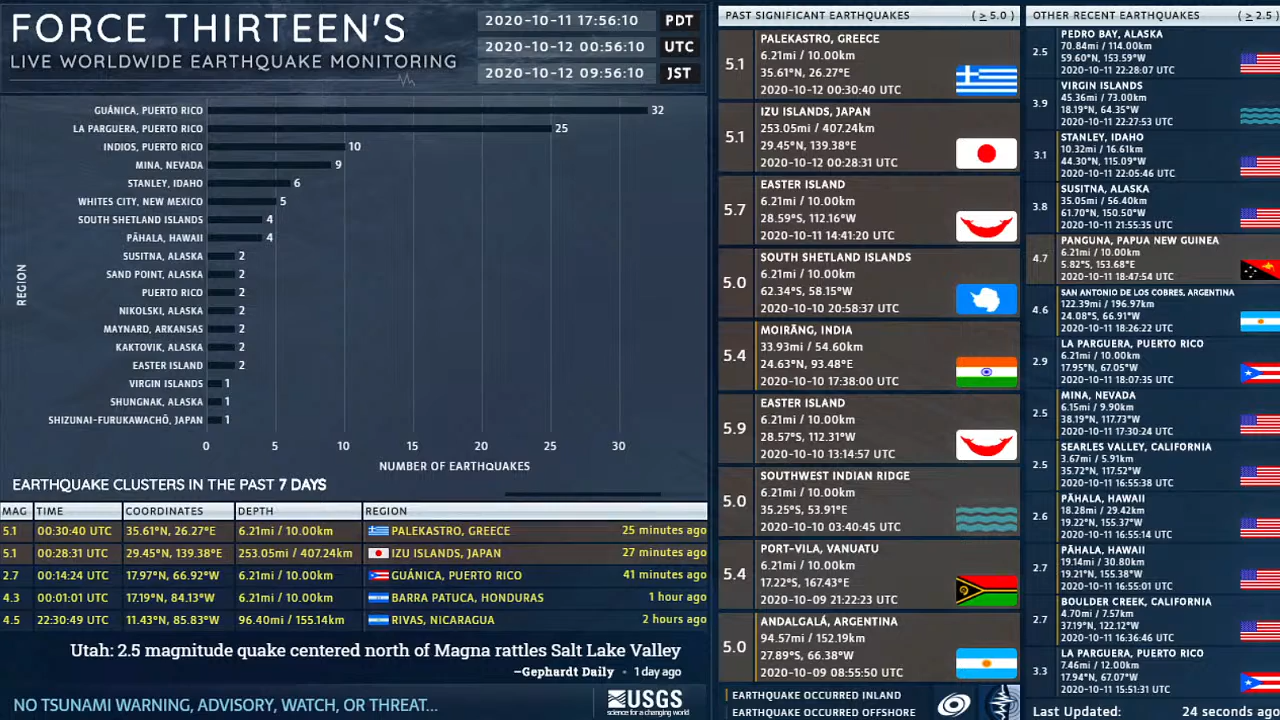 FORCE THIRTEEN'S
LIVE WORLDWIDE EARTHQUAKE MONITORING
2020-10-11 17:56:10 PDT
2020-10-12 00:56:10 UTC
2020-10-12 09:56:10 JST
REGION
GUÁNICA, PUERTO RICO 32
LA PARGUERA, PUERTO RICO 25
INDIOS, PUERTO RICO 10
MINA, NEVADA 9
STANLEY, IDAHO 6
WHITES CITY, NEW MEXICO 5
SOUTH SHETLAND ISLANDS 4
PĀHALA, HAWAII 4
SUSITNA, ALASKA 2
SAND POINT, ALASKA 2
PUERTO RICO 2
NIKOLSKI, ALASKA 2
MAYNARD, ARKANSAS 2
KAKTOVIK, ALASKA 2
EASTER ISLAND 2
VIRGIN ISLANDS 1
SHUNGNAK, ALASKA 1
SHIZUNAI-FURUKAWACHŌ, JAPAN 1
0 5 10 15 20 25 30
NUMBER OF EARTHQUAKES
EARTHQUAKE CLUSTERS IN THE PAST 7 DAYS
MAG TIME COORDINATES DEPTH REGION
5.1 00:30:40 UTC 35.61°N, 26.27°E 6.21mi / 10.00km PALEKASTRO, GREECE 25 minutes ago
5.1 00:28:31 UTC 29.45°N, 139.38°E 253.05mi / 407.24km IZU ISLANDS, JAPAN 27 minutes ago
2.7 00:14:24 UTC 17.97°N, 66.92°W 6.21mi / 10.00km GUÁNICA, PUERTO RICO 41 minutes ago
4.3 00:01:01 UTC 17.19°N, 84.13°W 6.21mi / 10.00km BARRA PATUCA, HONDURAS 1 hour ago
4.5 22:30:49 UTC 11.43°N, 85.83°W 96.40mi / 155.14km RIVAS, NICARAGUA 2 hours ago
Utah: 2.5 magnitude quake centered north of Magna rattles Salt Lake Valley
—Gephardt Daily • 1 day ago
NO TSUNAMI WARNING, ADVISORY, WATCH, OR THREAT...
USGS
science for a changing world
PAST SIGNIFICANT EARTHQUAKES (≥ 5.0)
5.1
PALEKASTRO, GREECE
6.21mi / 10.00km
35.61°N, 26.27°E
2020-10-12 00:30:40 UTC
5.1
IZU ISLANDS, JAPAN
253.05mi / 407.24km
29.45°N, 139.38°E
2020-10-12 00:28:31 UTC
5.7
EASTER ISLAND
6.21mi / 10.00km
28.59°S, 112.16°W
2020-10-11 14:41:20 UTC
5.0
SOUTH SHETLAND ISLANDS
6.21mi / 10.00km
62.34°S, 58.15°W
2020-10-10 20:58:37 UTC
5.4
MOIRĀNG, INDIA
33.93mi / 54.60km
24.63°N, 93.48°E
2020-10-10 17:38:00 UTC
5.9
EASTER ISLAND
6.21mi / 10.00km
28.57°S, 112.31°W
2020-10-10 13:14:57 UTC
5.0
SOUTHWEST INDIAN RIDGE
6.21mi / 10.00km
35.25°S, 53.91°E
2020-10-10 03:40:45 UTC
5.4
PORT-VILA, VANUATU
6.21mi / 10.00km
17.22°S, 167.43°E
2020-10-09 21:22:23 UTC
5.0
ANDALGALÁ, ARGENTINA
94.57mi / 152.19km
27.89°S, 66.38°W
2020-10-09 08:55:50 UTC
EARTHQUAKE OCCURRED INLAND
EARTHQUAKE OCCURRED OFFSHORE
OTHER RECENT EARTHQUAKES (≥ 2.5)
2.5
PEDRO BAY, ALASKA
70.84mi / 114.00km
59.60°N, 153.59°W
2020-10-11 22:28:07 UTC
3.9
VIRGIN ISLANDS
45.36mi / 73.00km
18.19°N, 64.35°W
2020-10-11 22:27:53 UTC
3.1
STANLEY, IDAHO
10.32mi / 16.61km
44.30°N, 115.09°W
2020-10-11 22:05:46 UTC
3.8
SUSITNA, ALASKA
35.05mi / 56.40km
61.70°N, 150.50°W
2020-10-11 21:55:35 UTC
4.7
PANGUNA, PAPUA NEW GUINEA
6.21mi / 10.00km
5.82°S, 153.68°E
2020-10-11 18:47:54 UTC
4.6
SAN ANTONIO DE LOS COBRES, ARGENTINA
122.39mi / 196.97km
24.08°S, 66.91°W
2020-10-11 18:26:22 UTC
2.9
LA PARGUERA, PUERTO RICO
6.21mi / 10.00km
17.95°N, 67.05°W
2020-10-11 18:07:35 UTC
2.5
MINA, NEVADA
6.15mi / 9.90km
38.19°N, 117.73°W
2020-10-11 17:30:24 UTC
2.5
SEARLES VALLEY, CALIFORNIA
3.67mi / 5.91km
35.72°N, 117.52°W
2020-10-11 16:55:38 UTC
2.6
PĀHALA, HAWAII
18.28mi / 29.42km
19.22°N, 155.37°W
2020-10-11 16:55:14 UTC
2.7
PĀHALA, HAWAII
19.14mi / 30.80km
19.21°N, 155.38°W
2020-10-11 16:55:01 UTC
2.7
BOULDER CREEK, CALIFORNIA
4.70mi / 7.57km
37.19°N, 122.12°W
2020-10-11 16:36:46 UTC
3.3
LA PARGUERA, PUERTO RICO
7.46mi / 12.00km
17.94°N, 67.07°W
2020-10-11 15:51:31 UTC
Last Updated: 24 seconds ago